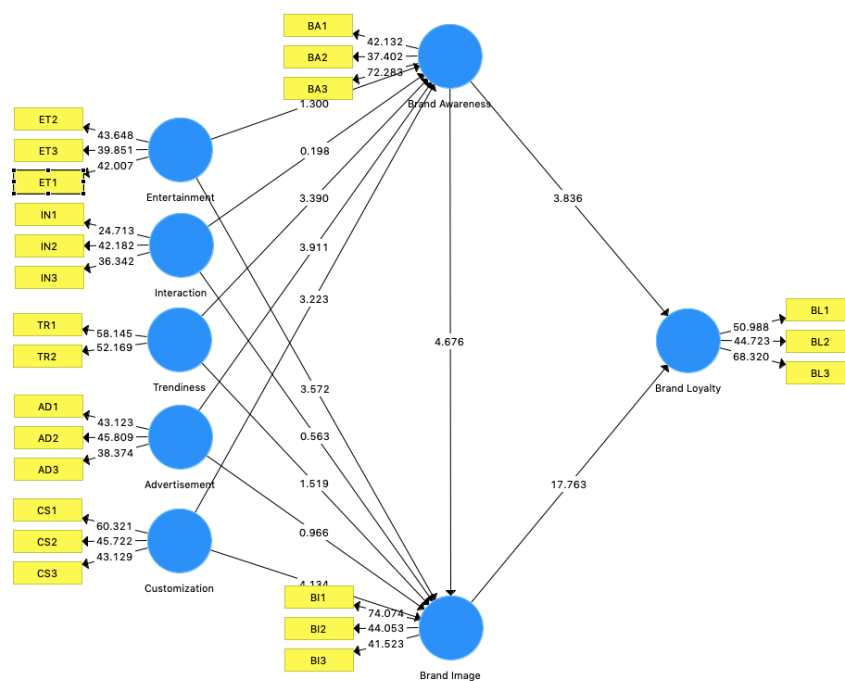 BA1
42.132
BA2
37.402
BA3
72.283
Brand Awareness
1.300
ET2
43.648
ET3
39.851
ET1
42.007
Entertainment
0.198
3.390
3.836
IN1
24.713
IN2
42.182
IN3
36.342
Interaction
3.911
3.223
TR1
58.145
TR2
52.169
Trendiness
4.676
BL1
50.988
BL2
44.723
BL3
68.320
Brand Loyalty
3.572
AD1
43.123
AD2
45.809
AD3
38.374
Advertisement
0.563
1.519
17.763
0.966
CS1
60.321
CS2
45.722
CS3
43.129
Customization
4.134
BI1
74.074
BI2
44.053
BI3
41.523
Brand Image